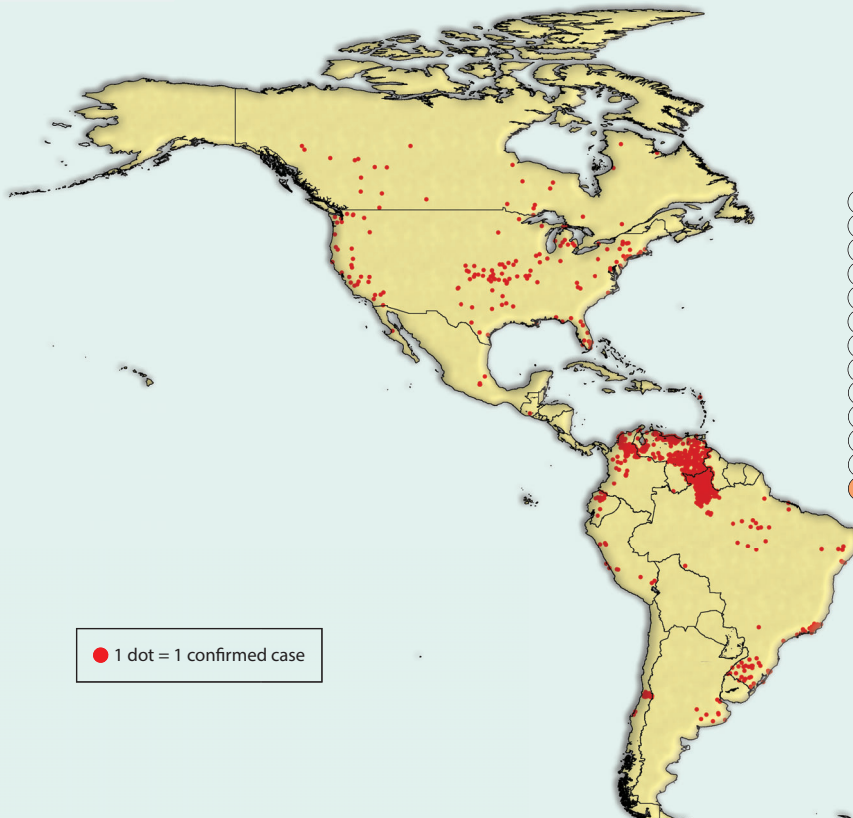 1 dot = 1 confirmed case